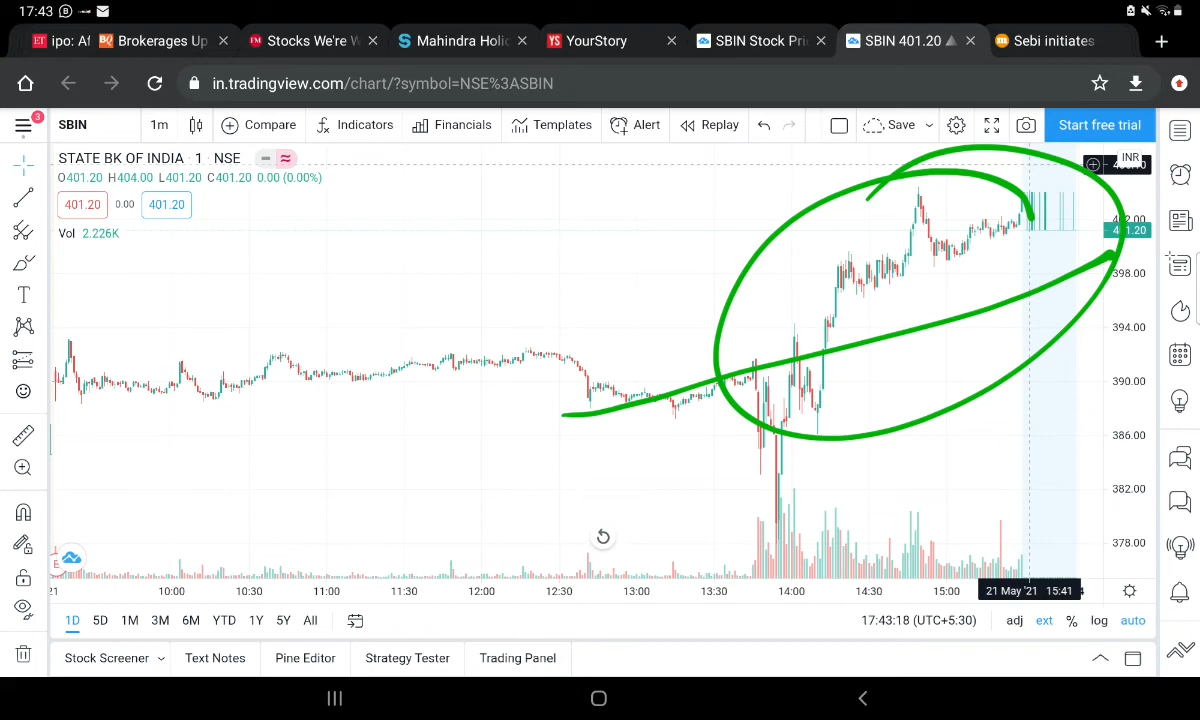 17:43
ipo: Af
Brokerages Up
Stocks We're W
Mahindra Holic
YourStory
SBIN Stock Pri
SBIN 401.20
Sebi initiates
in.tradingview.com/chart/?symbol=NSE%3ASBIN
3
SBIN
1m
Compare
Indicators
Financials
Templates
Alert
Replay
Save
Start free trial
STATE BK OF INDIA · 1 · NSE
INR
O401.20 H404.00 L401.20 C401.20 0.00 (0.00%)
401.20 0.00 401.20
Vol 2.226K
401.20
398.00
394.00
390.00
386.00
382.00
378.00
21 10:00 10:30 11:00 11:30 12:00 12:30 13:00 13:30 14:00 14:30 15:00 21 May '21 15:41
1D 5D 1M 3M 6M YTD 1Y 5Y All
17:43:18 (UTC+5:30)
adj ext % log auto
Stock Screener
Text Notes
Pine Editor
Strategy Tester
Trading Panel